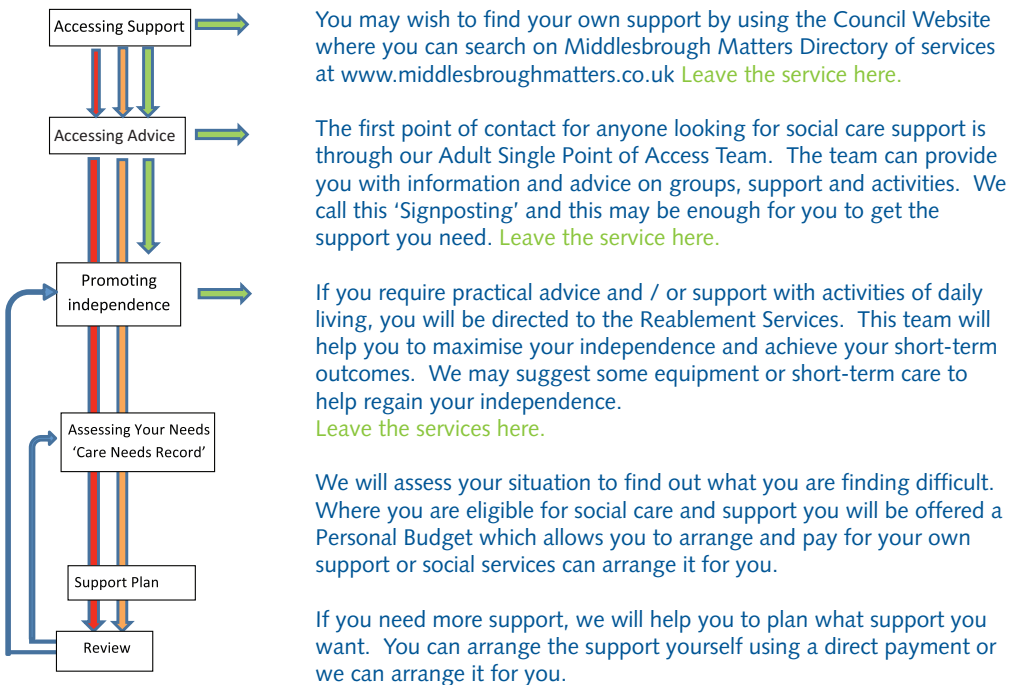 Accessing Support
You may wish to find your own support by using the Council Website
where you can search on Middlesbrough Matters Directory of services
at www.middlesbroughmatters.co.uk Leave the service here.
Accessing Advice
The first point of contact for anyone looking for social care support is
through our Adult Single Point of Access Team. The team can provide
you with information and advice on groups, support and activities. We
call this ‘Signposting’ and this may be enough for you to get the
support you need. Leave the service here.
Promoting
independence
If you require practical advice and / or support with activities of daily
living, you will be directed to the Reablement Services. This team will
help you to maximise your independence and achieve your short-term
outcomes. We may suggest some equipment or short-term care to
help regain your independence.
Leave the services here.
Assessing Your Needs
‘Care Needs Record’
We will assess your situation to find out what you are finding difficult.
Where you are eligible for social care and support you will be offered a
Personal Budget which allows you to arrange and pay for your own
support or social services can arrange it for you.
Support Plan
If you need more support, we will help you to plan what support you
want. You can arrange the support yourself using a direct payment or
we can arrange it for you.
Review